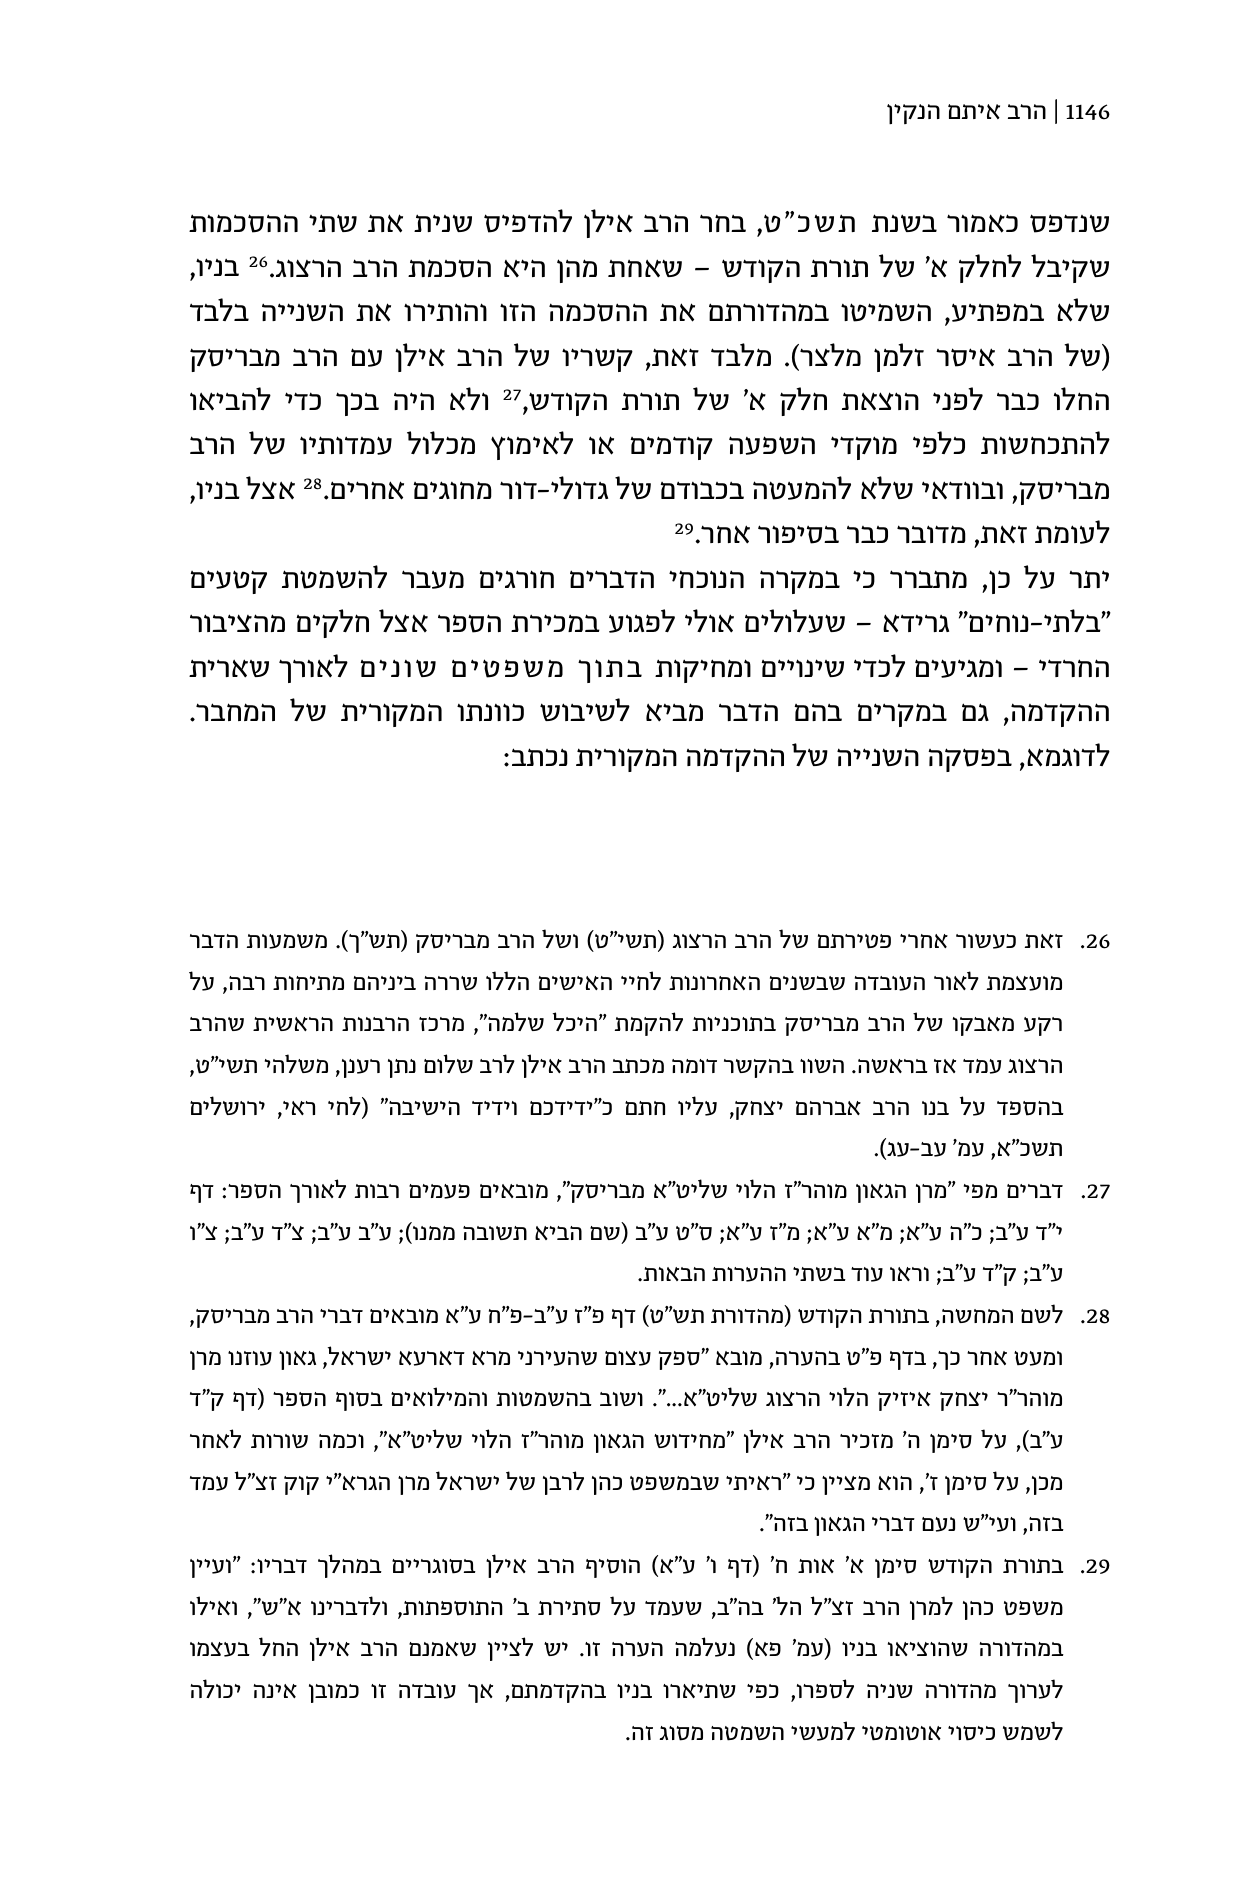 1146 | הרב איתם הנקין
שנדפס כאמור בשנת תשכ"ט, בחר הרב אילן להדפיס שנית את שתי ההסכמות
שקיבל לחלק א' של תורת הקודש – שאחת מהן היא הסכמת הרב הרצוג.26 בניו,
שלא במפתיע, השמיטו במהדורתם את ההסכמה הזו והותירו את השנייה בלבד
(של הרב איסר זלמן מלצר). מלבד זאת, קשריו של הרב אילן עם הרב מבריסק
החלו כבר לפני הוצאת חלק א' של תורת הקודש,27 ולא היה בכך כדי להביאו
להתכחשות כלפי מוקדי השפעה קודמים או לאימוץ מכלול עמדותיו של הרב
מבריסק, ובוודאי שלא להמעטה בכבודם של גדולי-דור מחוגים אחרים.28 אצל בניו,
לעומת זאת, מדובר כבר בסיפור אחר.29
יתר על כן, מתברר כי במקרה הנוכחי הדברים חורגים מעבר להשמטת קטעים
"בלתי-נוחים" גרידא – שעלולים אולי לפגוע במכירת הספר אצל חלקים מהציבור
החרדי – ומגיעים לכדי שינויים ומחיקות בתוך משפטים שונים לאורך שארית
ההקדמה, גם במקרים בהם הדבר מביא לשיבוש כוונתו המקורית של המחבר.
לדוגמא, בפסקה השנייה של ההקדמה המקורית נכתב:
26. זאת כעשור אחרי פטירתם של הרב הרצוג (תשי"ט) ושל הרב מבריסק (תש"ך). משמעות הדבר
מועצמת לאור העובדה שבשנים האחרונות לחיי האישים הללו שררה ביניהם מתיחות רבה, על
רקע מאבקו של הרב מבריסק בתוכניות להקמת "היכל שלמה", מרכז הרבנות הראשית שהרב
הרצוג עמד אז בראשה. השוו בהקשר דומה מכתב הרב אילן לרב שלום נתן רענן, משלהי תשי"ט,
בהספד על בנו הרב אברהם יצחק, עליו חתם כ"ידידכם וידיד הישיבה" (לחי ראי, ירושלים
תשכ"א, עמ' עב-עג).
27. דברים מפי "מרן הגאון מוהר"ז הלוי שליט"א מבריסק", מובאים פעמים רבות לאורך הספר: דף
י"ד ע"ב; כ"ה ע"א; מ"א ע"א; מ"ז ע"א; ס"ט ע"ב (שם הביא תשובה ממנו); ע"ב ע"ב; צ"ד ע"ב; צ"ו
ע"ב; ק"ד ע"ב; וראו עוד בשתי ההערות הבאות.
28. לשם המחשה, בתורת הקודש (מהדורת תש"ט) דף פ"ז ע"ב-פ"ח ע"א מובאים דברי הרב מבריסק,
ומעט אחר כך, בדף פ"ט בהערה, מובא "ספק עצום שהעירני מרא דארעא ישראל, גאון עוזנו מרן
מוהר"ר יצחק איזיק הלוי הרצוג שליט"א...". ושוב בהשמטות והמילואים בסוף הספר (דף ק"ד
ע"ב), על סימן ה' מזכיר הרב אילן "מחידוש הגאון מוהר"ז הלוי שליט"א", וכמה שורות לאחר
מכן, על סימן ז', הוא מציין כי "ראיתי שבמשפט כהן לרבן של ישראל מרן הגרא"י קוק זצ"ל עמד
בזה, ועי"ש נעם דברי הגאון בזה".
29. בתורת הקודש סימן א' אות ח' (דף ו' ע"א) הוסיף הרב אילן בסוגריים במהלך דבריו: "ועיין
משפט כהן למרן הרב זצ"ל הל' בה"ב, שעמד על סתירת ב' התוספתות, ולדברינו א"ש", ואילו
במהדורה שהוציאו בניו (עמ' פא) נעלמה הערה זו. יש לציין שאמנם הרב אילן החל בעצמו
לערוך מהדורה שניה לספרו, כפי שתיארו בניו בהקדמתם, אך עובדה זו כמובן אינה יכולה
לשמש כיסוי אוטומטי למעשי השמטה מסוג זה.